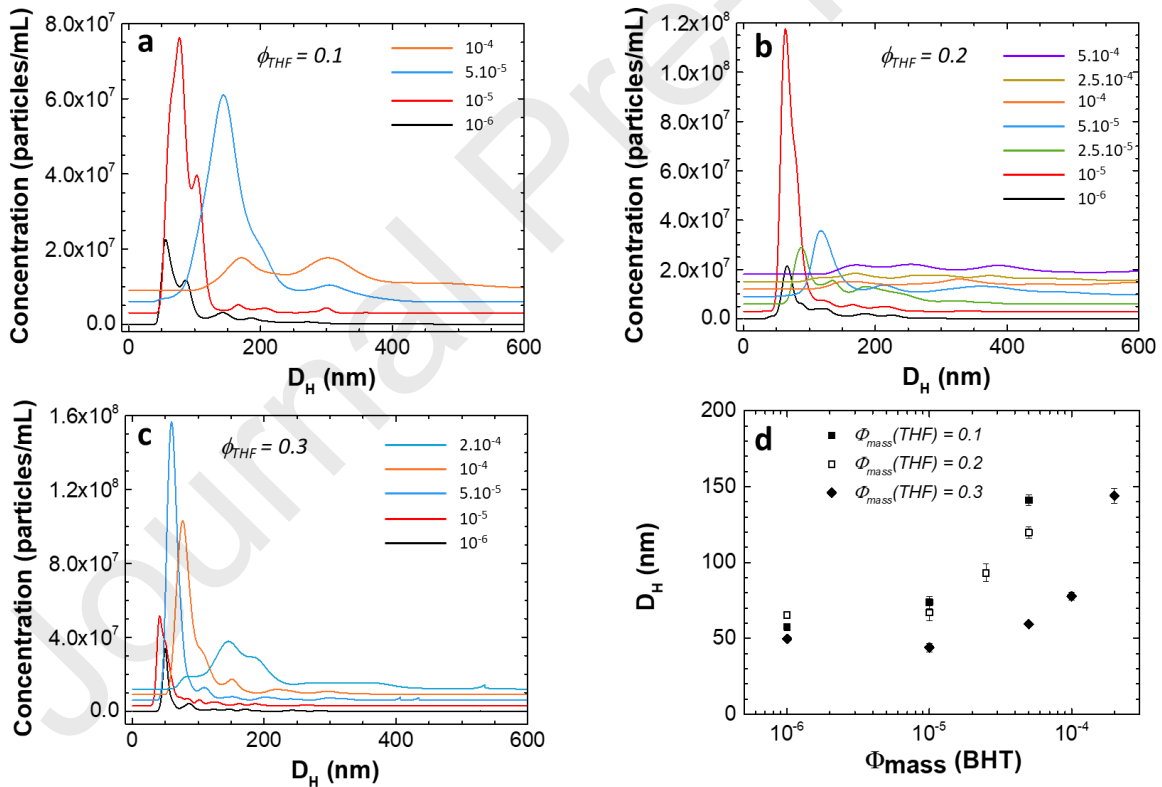 Journal Pre-p
a
ϕTHF = 0.1
10⁻⁴
5.10⁻⁵
10⁻⁵
10⁻⁶
8.0x10⁷
6.0x10⁷
4.0x10⁷
2.0x10⁷
0.0
0 200 400 600
Concentration (particles/mL)
DH (nm)
b
ϕTHF = 0.2
5.10⁻⁴
2.5.10⁻⁴
10⁻⁴
5.10⁻⁵
2.5.10⁻⁵
10⁻⁵
10⁻⁶
1.2x10⁸
1.0x10⁸
8.0x10⁷
6.0x10⁷
4.0x10⁷
2.0x10⁷
0.0
0 200 400 600
Concentration (particles/mL)
DH (nm)
c
ϕTHF = 0.3
2.10⁻⁴
10⁻⁴
5.10⁻⁵
10⁻⁵
10⁻⁶
1.6x10⁸
1.2x10⁸
8.0x10⁷
4.0x10⁷
0.0
0 200 400 600
Concentration (particles/mL)
DH (nm)
d
Φmass(THF) = 0.1
Φmass(THF) = 0.2
Φmass(THF) = 0.3
200
150
100
50
0
10⁻⁶ 10⁻⁵ 10⁻⁴
DH (nm)
Φmass (BHT)